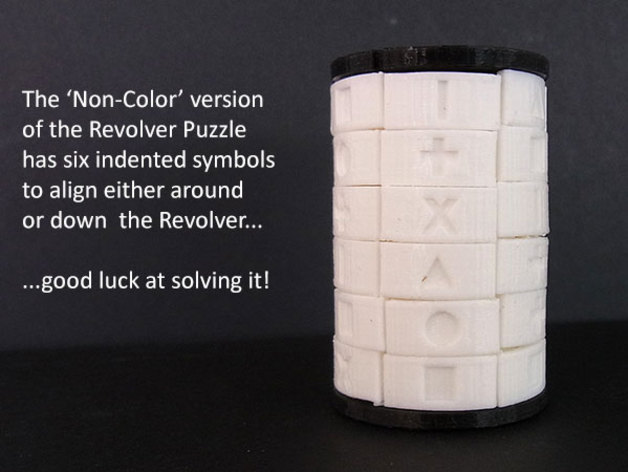 The ‘Non-Color’ version
of the Revolver Puzzle
has six indented symbols
to align either around
or down  the Revolver...
...good luck at solving it!